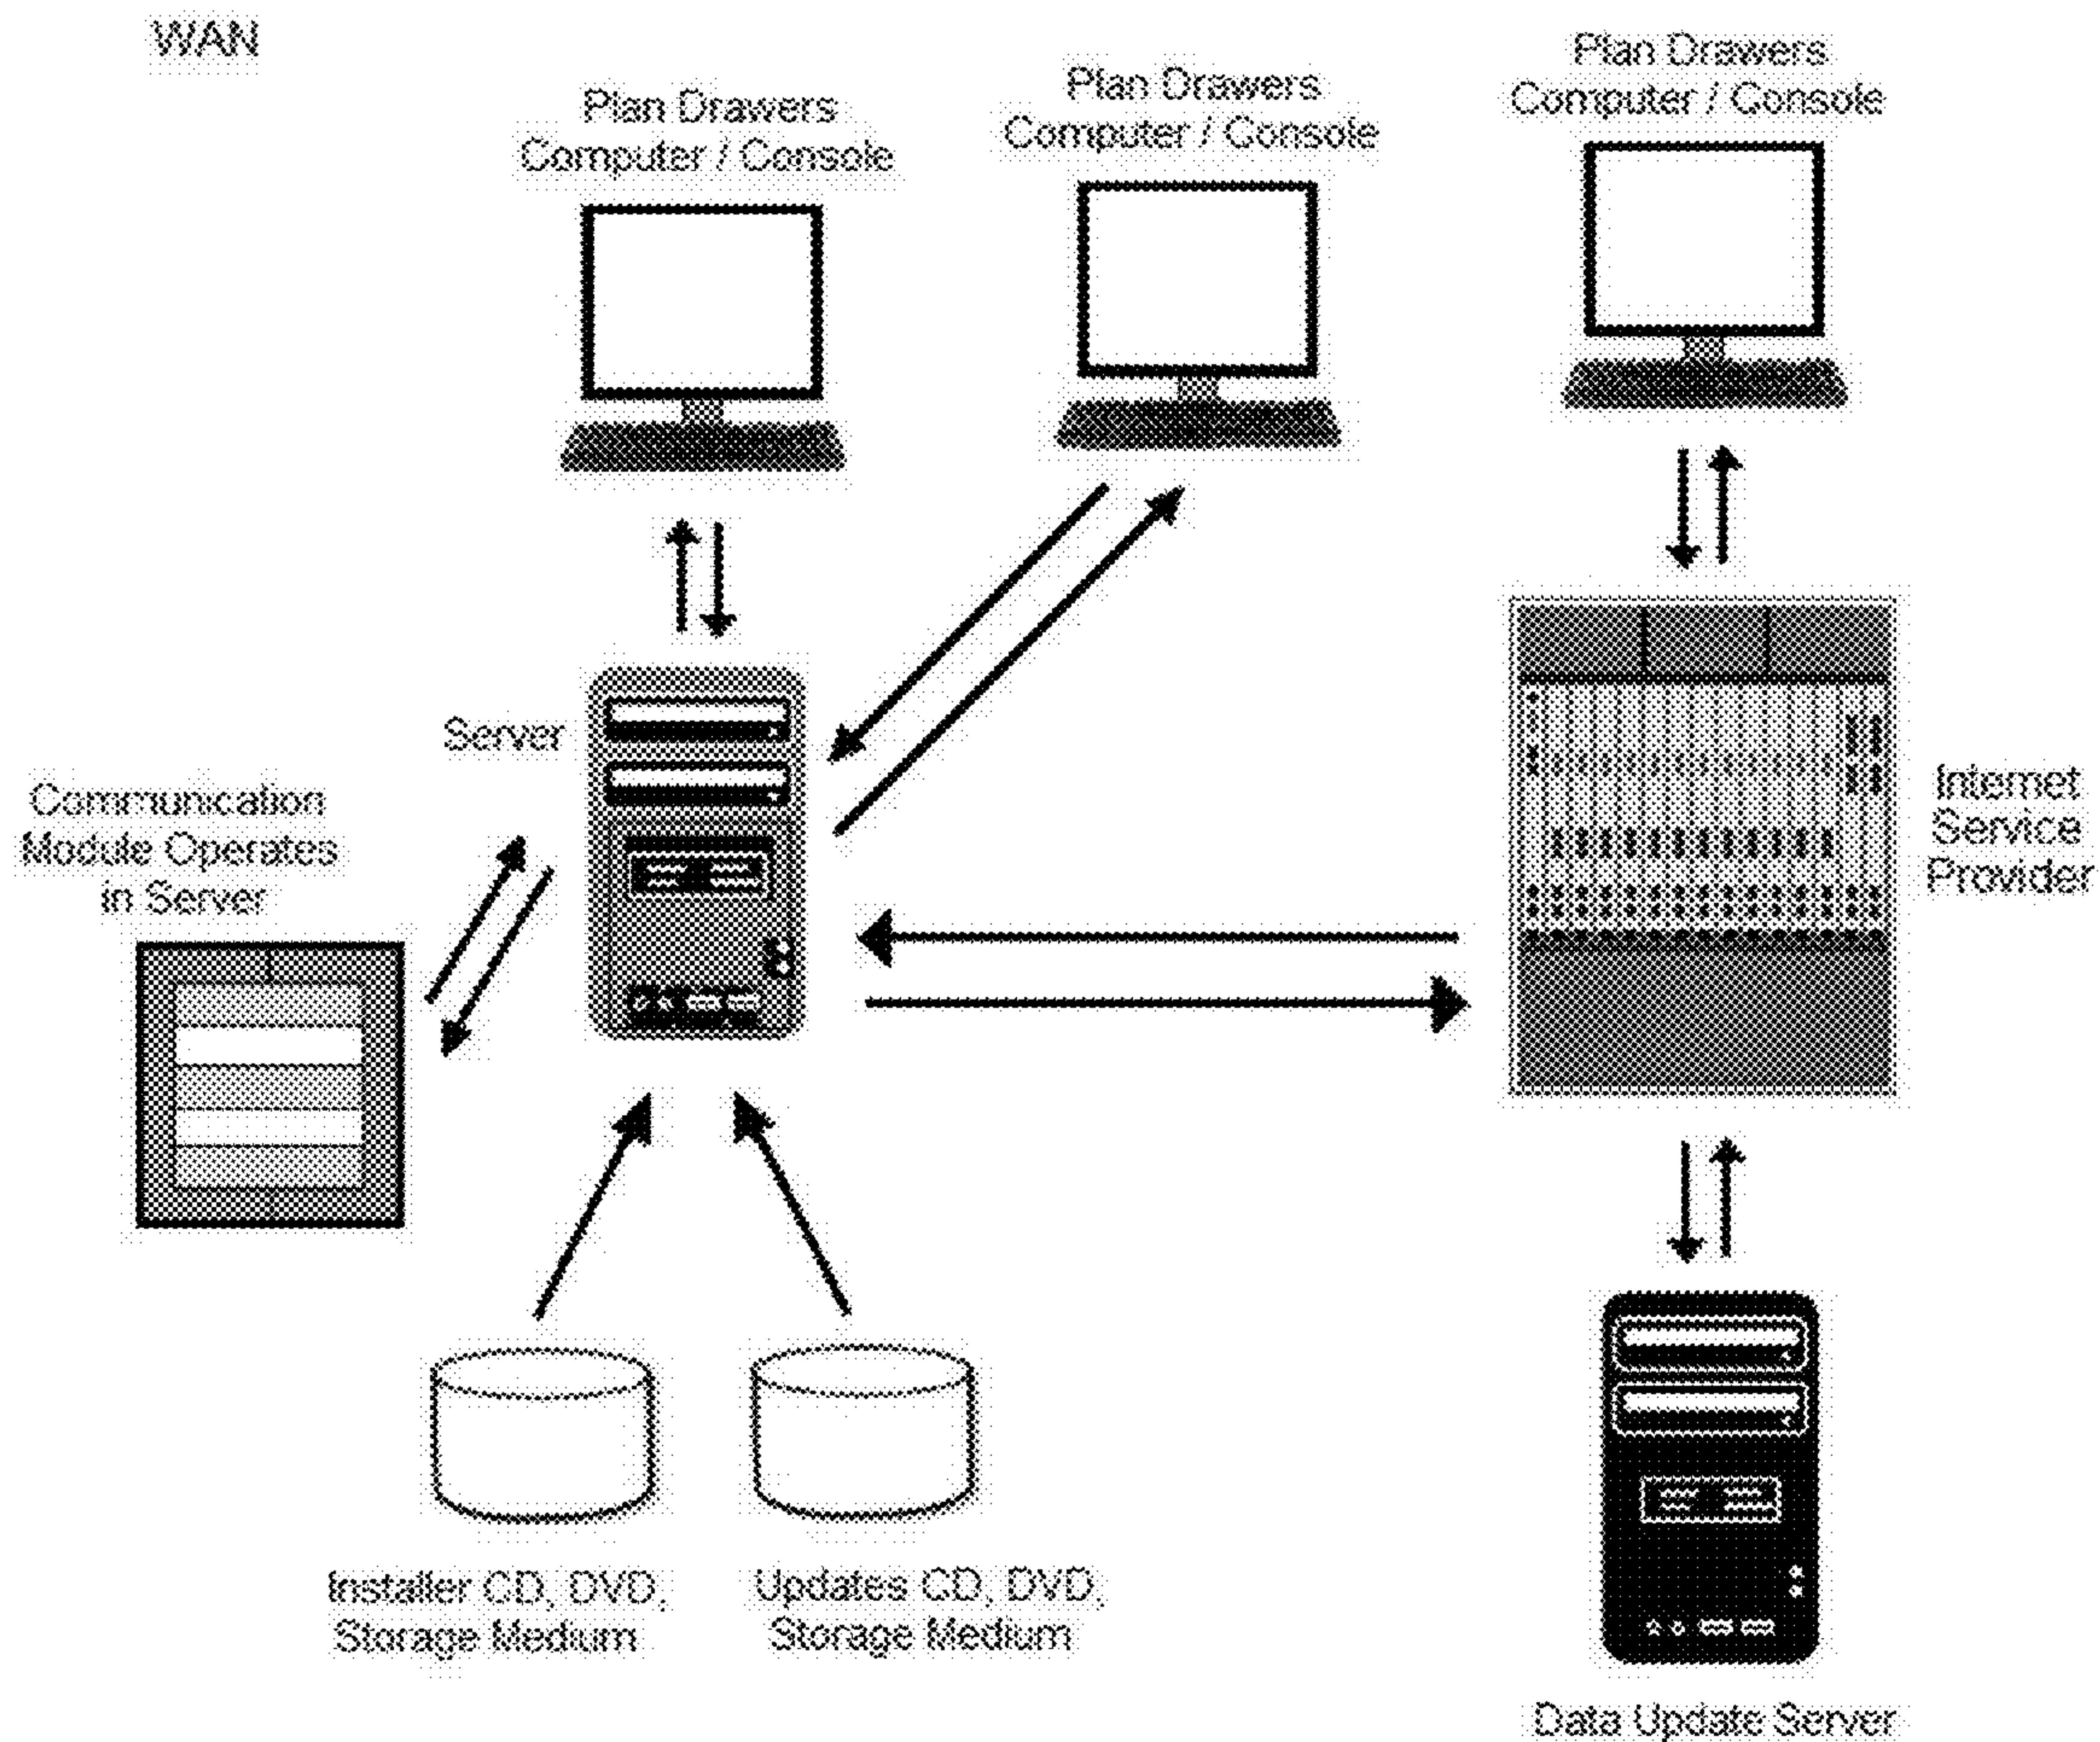 WAN
Plan Drawers
Computer / Console
Plan Drawers
Computer / Console
Plan Drawers
Computer / Console
Server
Communication
Module Operates
in Server
Internet
Service
Provider
Installer CD, DVD,
Storage Medium
Updates CD, DVD,
Storage Medium
Data Update Server